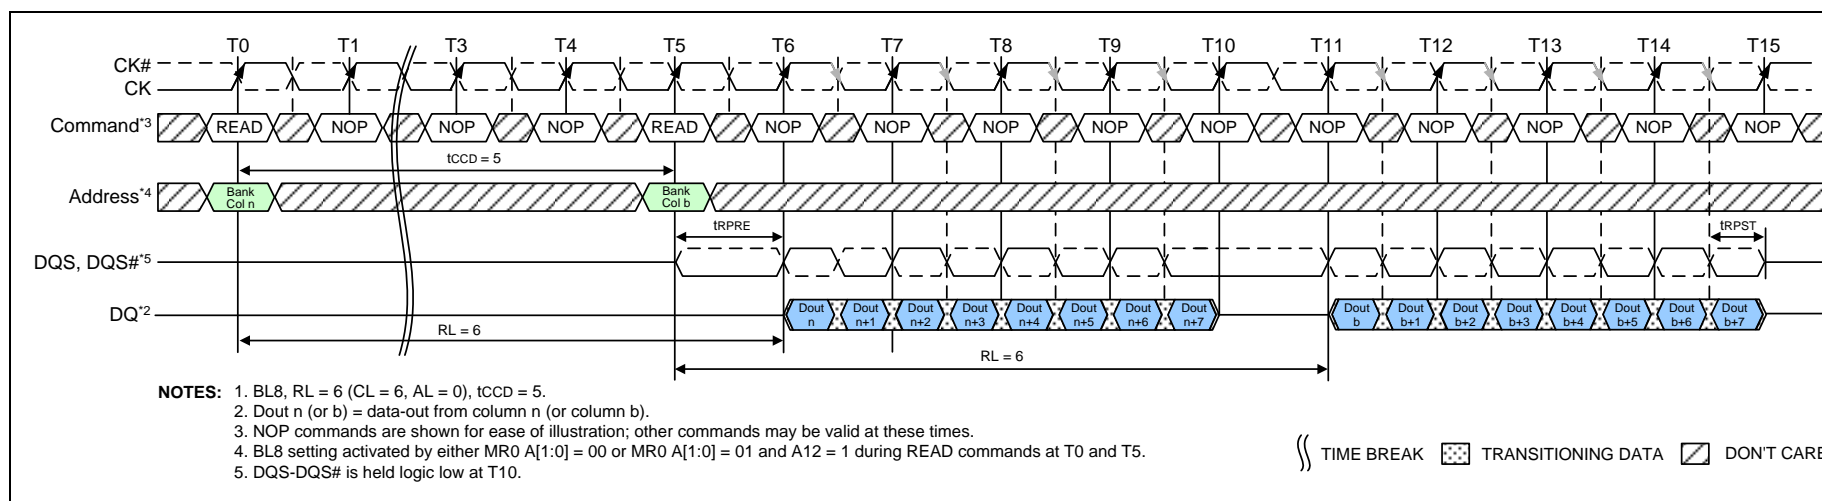 T0 T1 T3 T4 T5 T6 T7 T8 T9 T10 T11 T12 T13 T14 T15
CK#
CK
Command*3 READ NOP NOP NOP READ NOP NOP NOP NOP NOP NOP NOP NOP NOP NOP
tCCD = 5
Address*4 Bank Col n Bank Col b
tRPRE tRPST
DQS, DQS#*5
DQ*2 Dout n Dout n+1 Dout n+2 Dout n+3 Dout n+4 Dout n+5 Dout n+6 Dout n+7 Dout b Dout b+1 Dout b+2 Dout b+3 Dout b+4 Dout b+5 Dout b+6 Dout b+7
RL = 6
RL = 6
NOTES: 1. BL8, RL = 6 (CL = 6, AL = 0), tCCD = 5.
2. Dout n (or b) = data-out from column n (or column b).
3. NOP commands are shown for ease of illustration; other commands may be valid at these times.
4. BL8 setting activated by either MR0 A[1:0] = 00 or MR0 A[1:0] = 01 and A12 = 1 during READ commands at T0 and T5.
5. DQS-DQS# is held logic low at T10.
TIME BREAK TRANSITIONING DATA DON'T CARE